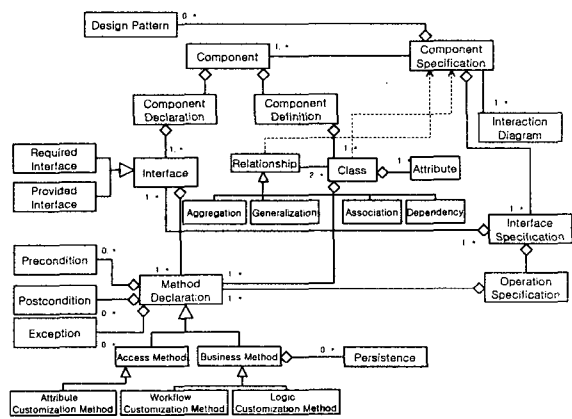 Design Pattern
0..*
Component
1..*
Component
Specification
Component
Declaration
Component
Definition
1..*
Interaction
Diagram
Required
Interface
Provided
Interface
1..*
Interface
Relationship
2..*
1..*
Class
1..*
Attribute
1..*
Aggregation
Generalization
Association
Dependency
1..*
1..*
Interface
Specification
Precondition
0..*
Postcondition
0..*
Exception
0..*
1..*
Method
Declaration
1..*
1..*
Operation
Specification
Access Method
Business Method
0..*
Persistence
Attribute
Customization Method
Workflow
Customization Method
Logic
Customization Method